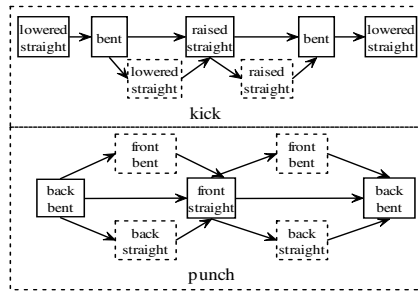 lowered
straight
bent
raised
straight
bent
lowered
straight
lowered
straight
raised
straight
kick
front
bent
front
bent
back
bent
front
straight
back
bent
back
straight
back
straight
punch